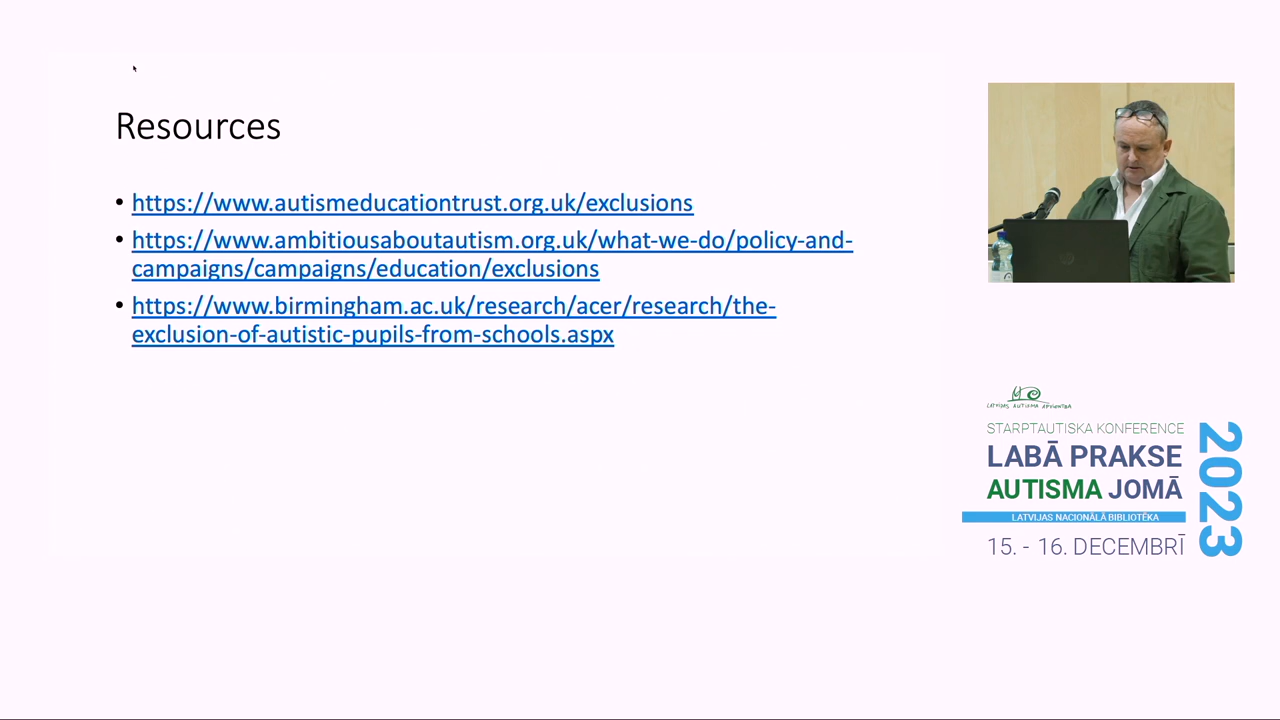 Resources
• https://www.autismeducationtrust.org.uk/exclusions
• https://www.ambitiousaboutautism.org.uk/what-we-do/policy-and-
campaigns/campaigns/education/exclusions
• https://www.birmingham.ac.uk/research/acer/research/the-
exclusion-of-autistic-pupils-from-schools.aspx
LATVIJAS AUTISMA APVIENĪBA
STARPTAUTISKA KONFERENCE
LABĀ PRAKSE
AUTISMA JOMĀ
LATVIJAS NACIONĀLĀ BIBLIOTĒKA
15. - 16. DECEMBRĪ
2023